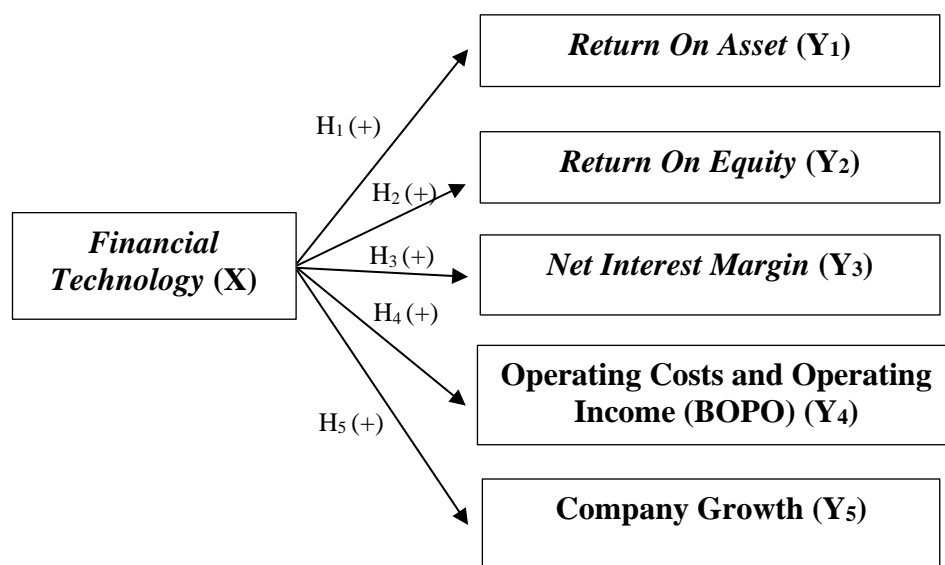 Return On Asset (Y₁)
H₁ (+)
Return On Equity (Y₂)
H₂ (+)
Financial
Technology (X)
H₃ (+)
Net Interest Margin (Y₃)
H₄ (+)
Operating Costs and Operating
Income (BOPO) (Y₄)
H₅ (+)
Company Growth (Y₅)